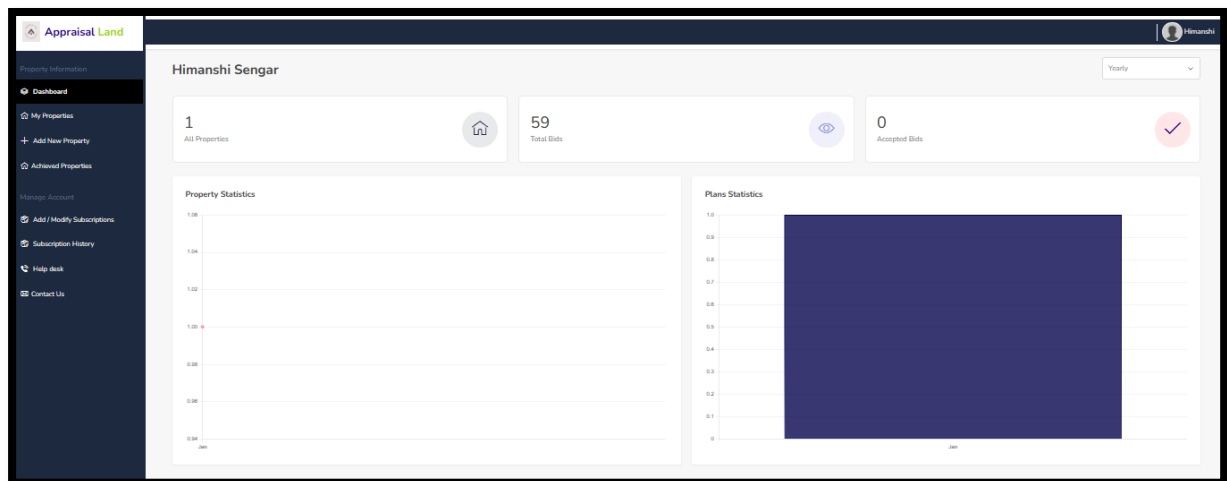 Appraisal Land
Himanshi
Property Information
Dashboard
My Properties
Add New Property
Achieved Properties
Manage Account
Add / Modify Subscriptions
Subscription History
Help desk
Contact Us
Himanshi Sengar
Yearly
1
All Properties
59
Total Bids
0
Accepted Bids
Property Statistics
1.06
1.04
1.02
1.00
0.98
0.96
0.94
Jan
Plans Statistics
1.0
0.9
0.8
0.7
0.6
0.5
0.4
0.3
0.2
0.1
0
Jan